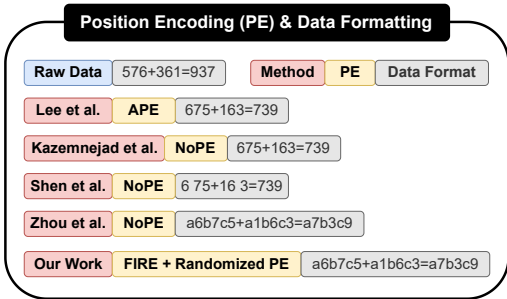 Position Encoding (PE) & Data Formatting
Raw Data 576+361=937 Method PE Data Format
Lee et al. APE 675+163=739
Kazemnejad et al. NoPE 675+163=739
Shen et al. NoPE 6 75+16 3=739
Zhou et al. NoPE a6b7c5+a1b6c3=a7b3c9
Our Work FIRE + Randomized PE a6b7c5+a1b6c3=a7b3c9